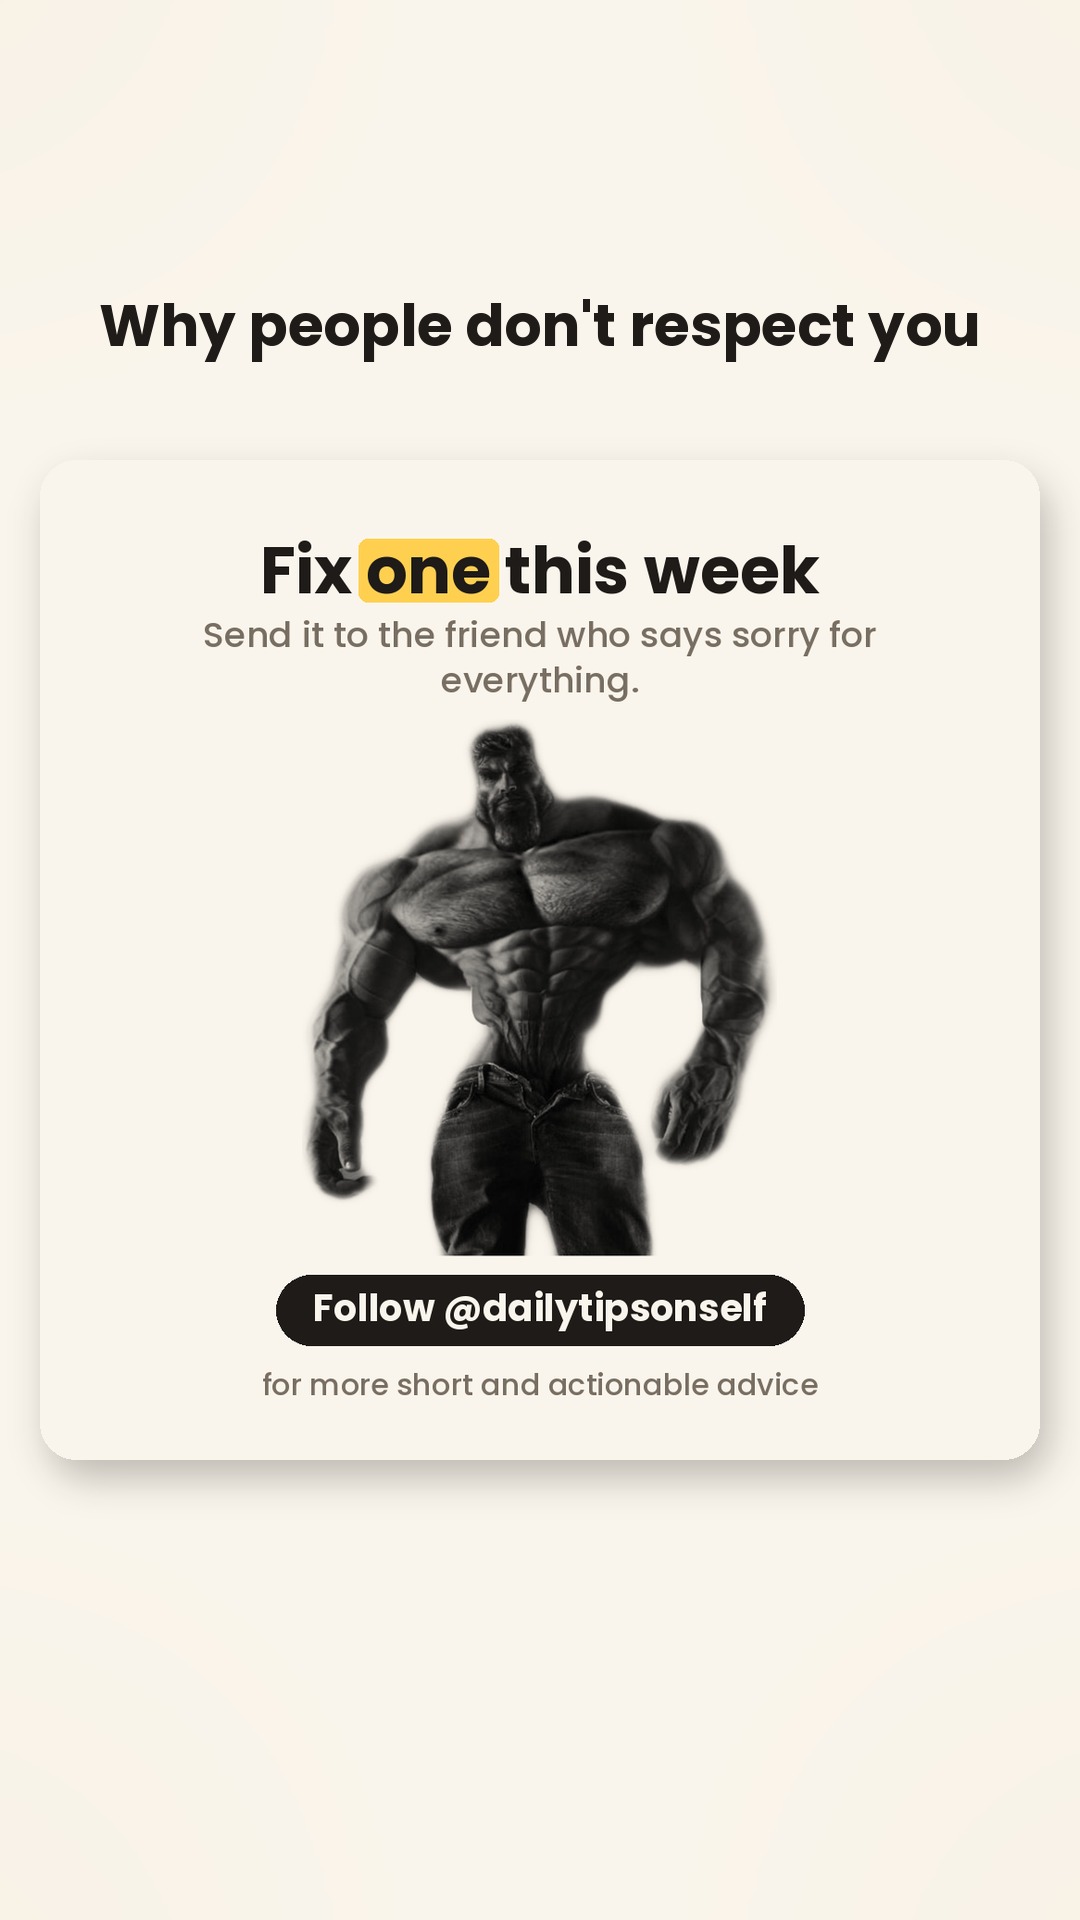 Why people don't respect you
Fix one this week
Send it to the friend who says sorry for
everything.
Follow @dailytipsonself
for more short and actionable advice